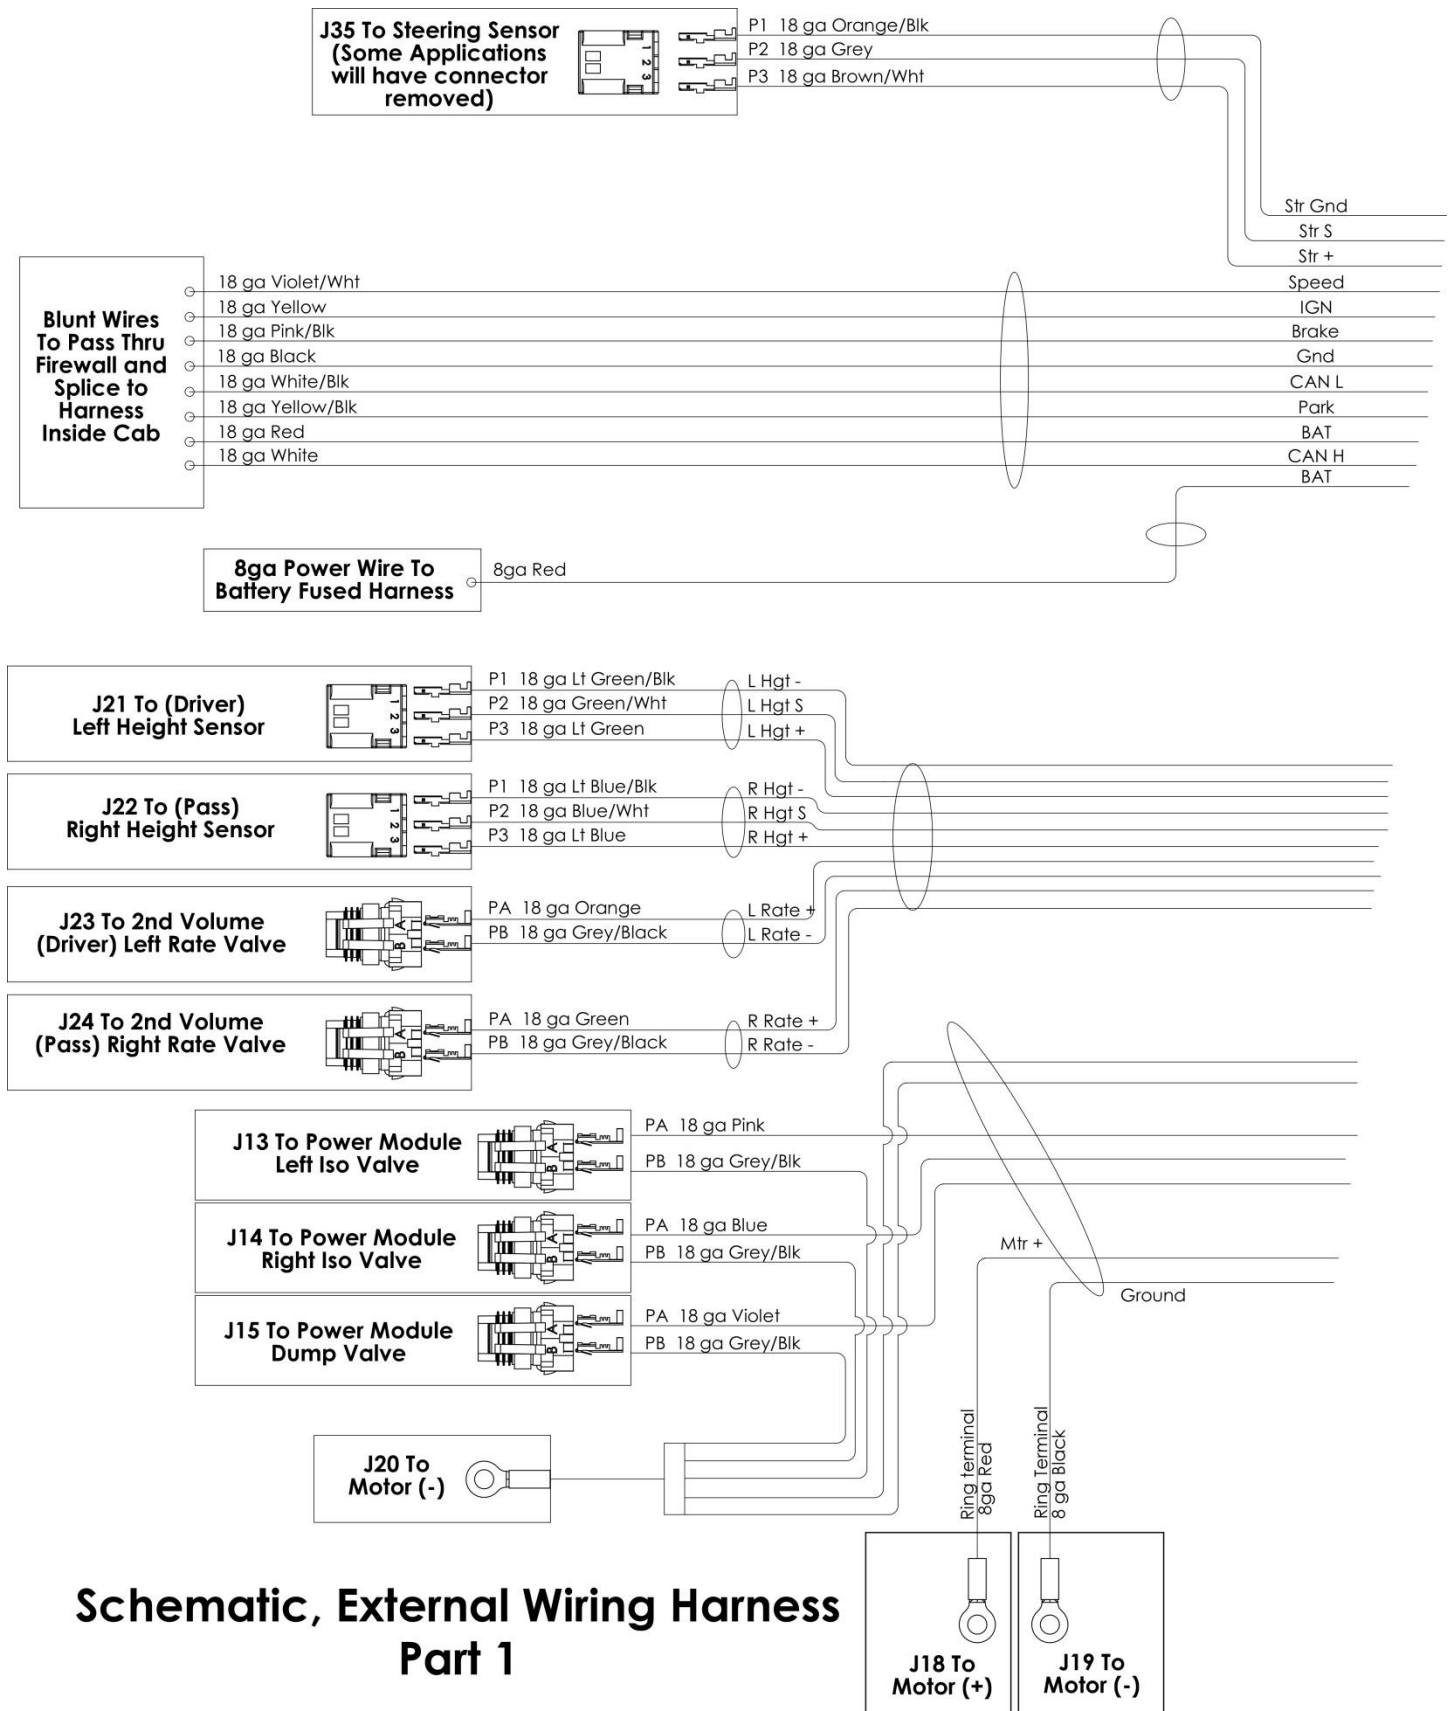 J35 To Steering Sensor
(Some Applications
will have connector
removed)
1
2
3
P1 18 ga Orange/Blk
P2 18 ga Grey
P3 18 ga Brown/Wht
Str Gnd
Str S
Str +
Blunt Wires
To Pass Thru
Firewall and
Splice to
Harness
Inside Cab
18 ga Violet/Wht
18 ga Yellow
18 ga Pink/Blk
18 ga Black
18 ga White/Blk
18 ga Yellow/Blk
18 ga Red
18 ga White
Speed
IGN
Brake
Gnd
CAN L
Park
BAT
CAN H
BAT
8ga Power Wire To
Battery Fused Harness
8ga Red
J21 To (Driver)
Left Height Sensor
1
2
3
P1 18 ga Lt Green/Blk
P2 18 ga Green/Wht
P3 18 ga Lt Green
L Hgt -
L Hgt S
L Hgt +
J22 To (Pass)
Right Height Sensor
1
2
3
P1 18 ga Lt Blue/Blk
P2 18 ga Blue/Wht
P3 18 ga Lt Blue
R Hgt -
R Hgt S
R Hgt +
J23 To 2nd Volume
(Driver) Left Rate Valve
A
B
PA 18 ga Orange
PB 18 ga Grey/Black
L Rate +
L Rate -
J24 To 2nd Volume
(Pass) Right Rate Valve
A
B
PA 18 ga Green
PB 18 ga Grey/Black
R Rate +
R Rate -
J13 To Power Module
Left Iso Valve
A
B
PA 18 ga Pink
PB 18 ga Grey/Blk
J14 To Power Module
Right Iso Valve
A
B
PA 18 ga Blue
PB 18 ga Grey/Blk
J15 To Power Module
Dump Valve
A
B
PA 18 ga Violet
PB 18 ga Grey/Blk
Mtr +
Ground
J20 To
Motor (-)
Ring terminal
8ga Red
Ring Terminal
8 ga Black
J18 To
Motor (+)
J19 To
Motor (-)
Schematic, External Wiring Harness
Part 1